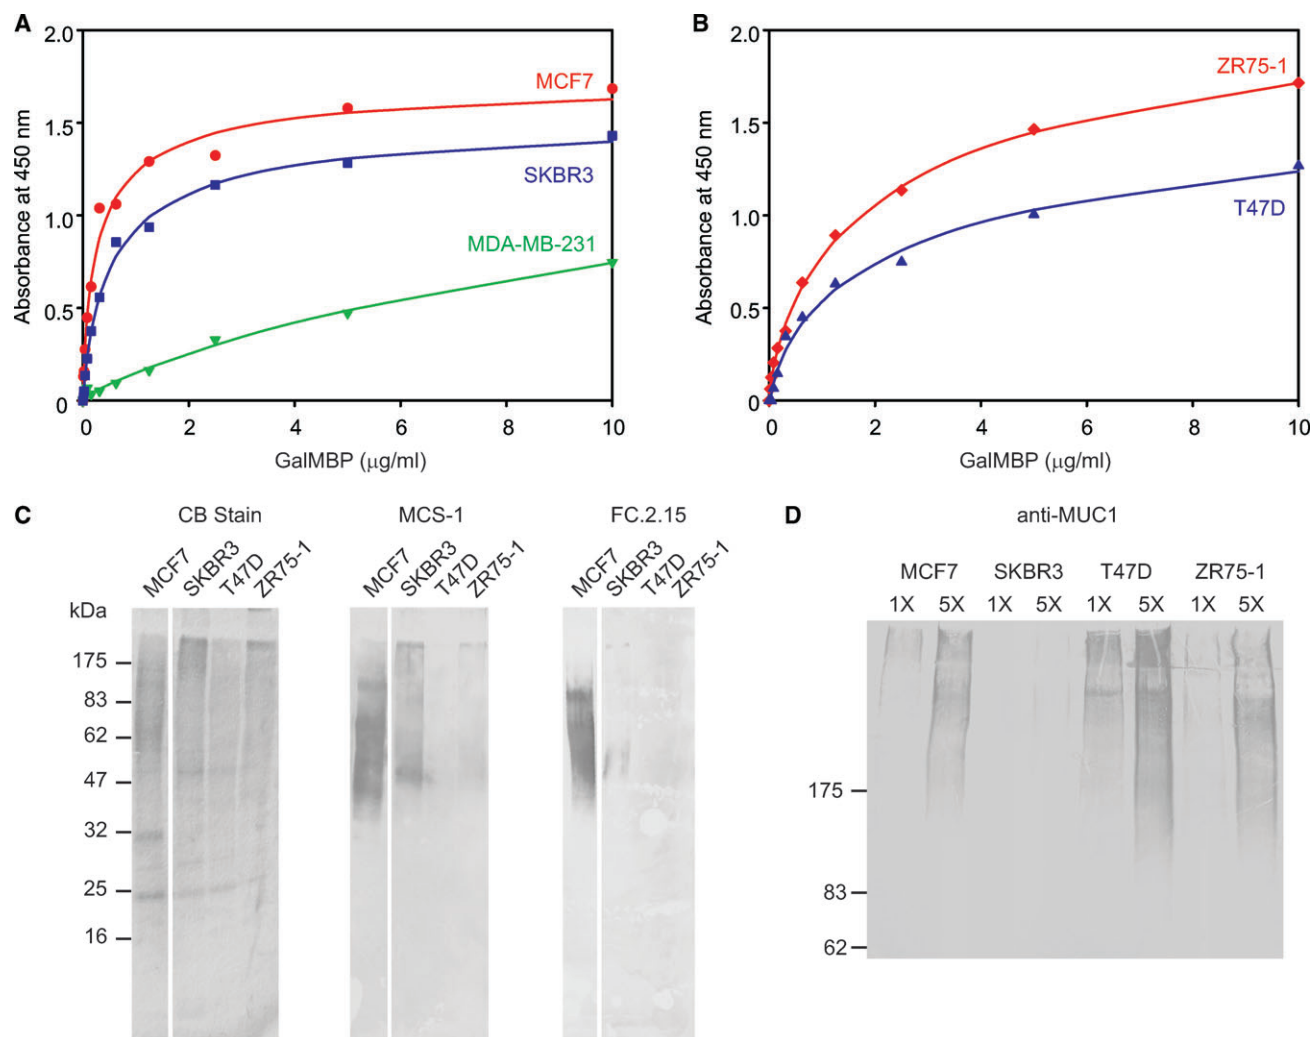 A
2.0
1.5
1.0
0.5
0
Absorbance at 450 nm
MCF7
SKBR3
MDA-MB-231
0 2 4 6 8 10
GalMBP (μg/ml)
B
2.0
1.5
1.0
0.5
0
Absorbance at 450 nm
ZR75-1
T47D
0 2 4 6 8 10
GalMBP (μg/ml)
C
CB Stain MCS-1 FC.2.15
MCF7 SKBR3 T47D ZR75-1 MCF7 SKBR3 T47D ZR75-1 MCF7 SKBR3 T47D ZR75-1
kDa
175
83
62
47
32
25
16
D
anti-MUC1
MCF7 SKBR3 T47D ZR75-1
1X 5X 1X 5X 1X 5X 1X 5X
175
83
62